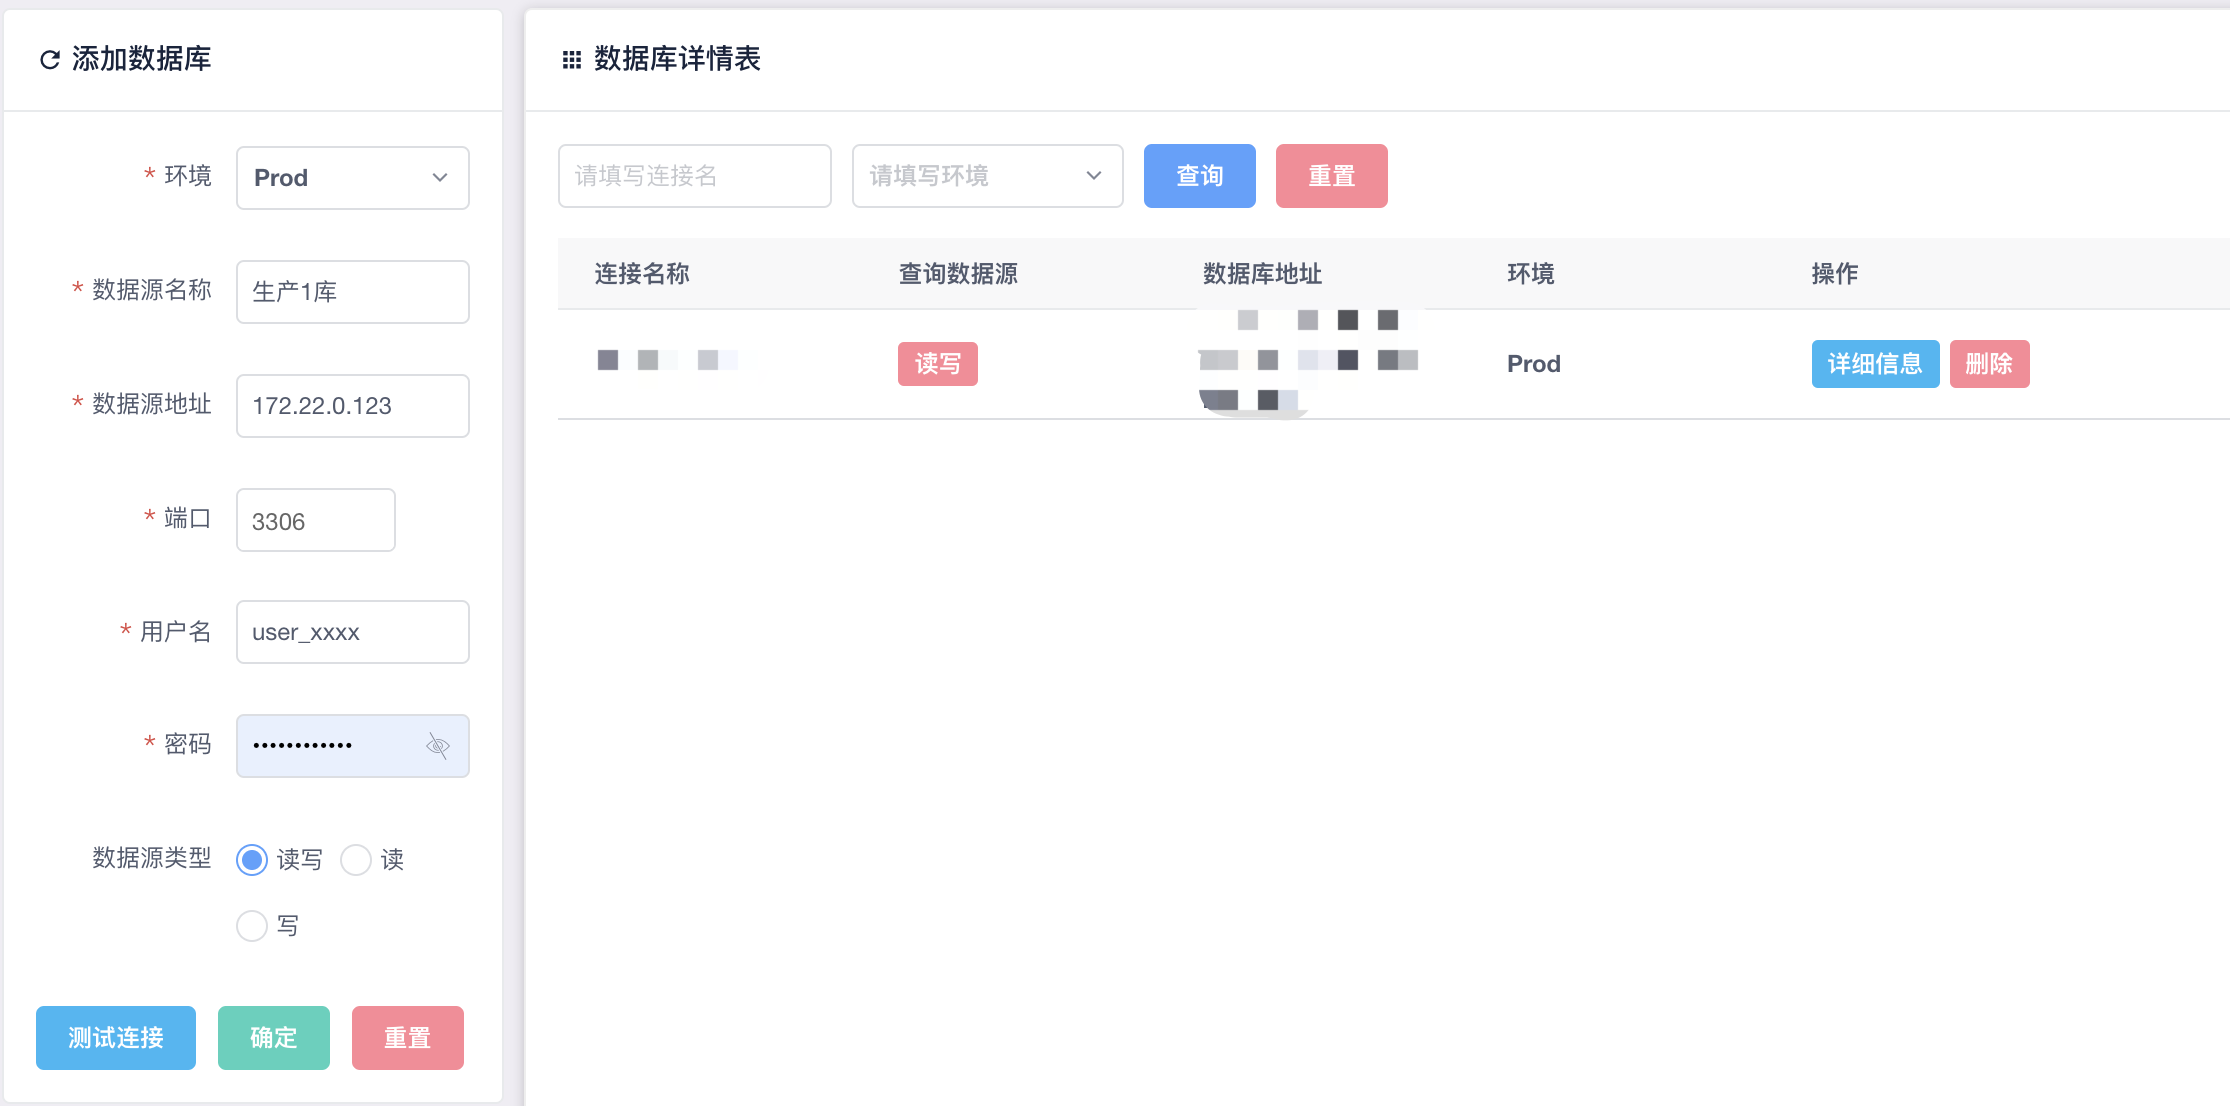 添加数据库
* 环境 Prod
* 数据源名称 生产1库
* 数据源地址 172.22.0.123
* 端口 3306
* 用户名 user_xxxx
* 密码 ••••••••••••
数据源类型 读写 读
写
测试连接 确定 重置
数据库详情表
请填写连接名 请填写环境 查询 重置
连接名称 查询数据源 数据库地址 环境 操作
读写 Prod 详细信息 删除